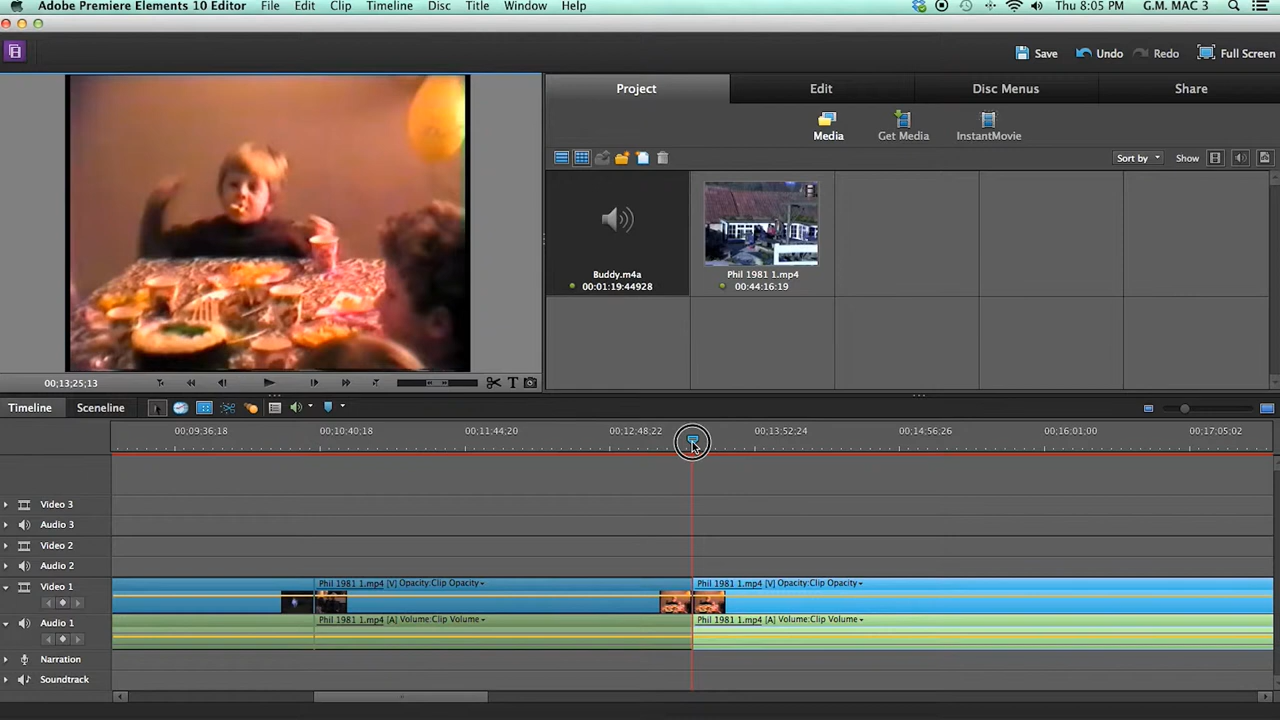 Adobe Premiere Elements 10 Editor File Edit Clip Timeline Disc Title Window Help Thu 8:05 PM G.M. MAC 3
Save Undo Redo Full Screen
Project Edit Disc Menus Share
Media Get Media InstantMovie
Sort by Show
Buddy.m4a Phil 1981 1.mp4
00:01:19:44928 00:44:16:19
00;13;25;13 T
Timeline Sceneline
00;09;36;18 00;10;40;18 00;11;44;20 00;12;48;22 00;13;52;24 00;14;56;26 00;16;01;00 00;17;05;02
Video 3
Audio 3
Video 2
Audio 2
Video 1 Phil 1981 1.mp4 [V] Opacity:Clip Opacity Phil 1981 1.mp4 [V] Opacity:Clip Opacity
Audio 1 Phil 1981 1.mp4 [A] Volume:Clip Volume Phil 1981 1.mp4 [A] Volume:Clip Volume
Narration
Soundtrack